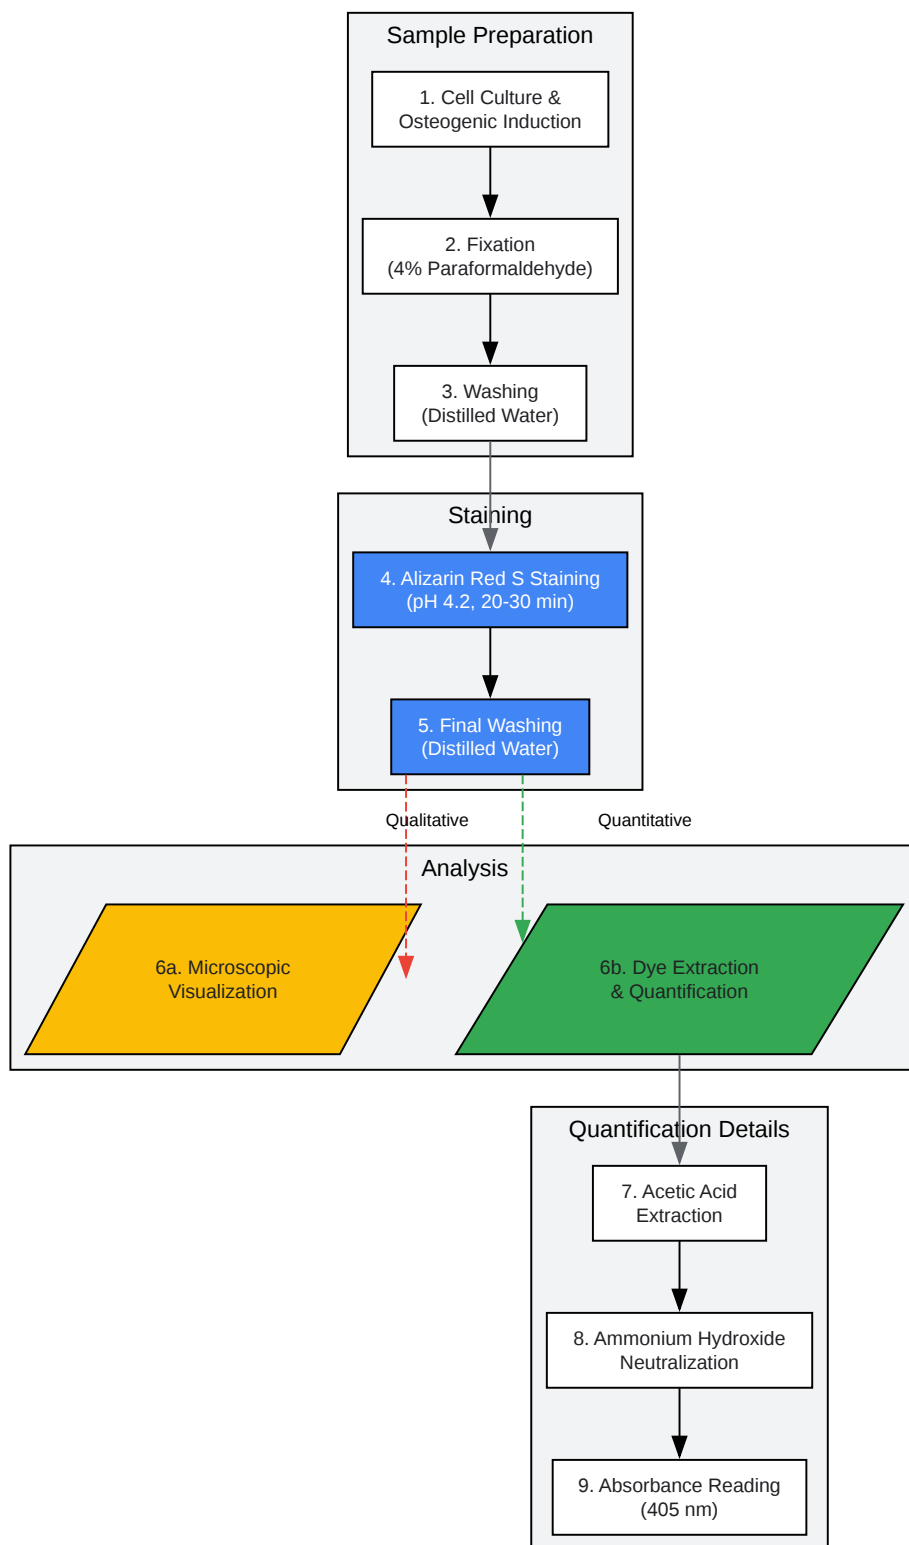 Sample Preparation
1. Cell Culture &
Osteogenic Induction
2. Fixation
(4% Paraformaldehyde)
3. Washing
(Distilled Water)
Staining
4. Alizarin Red S Staining
(pH 4.2, 20-30 min)
5. Final Washing
(Distilled Water)
Qualitative
Quantitative
Analysis
6a. Microscopic
Visualization
6b. Dye Extraction
& Quantification
Quantification Details
7. Acetic Acid
Extraction
8. Ammonium Hydroxide
Neutralization
9. Absorbance Reading
(405 nm)